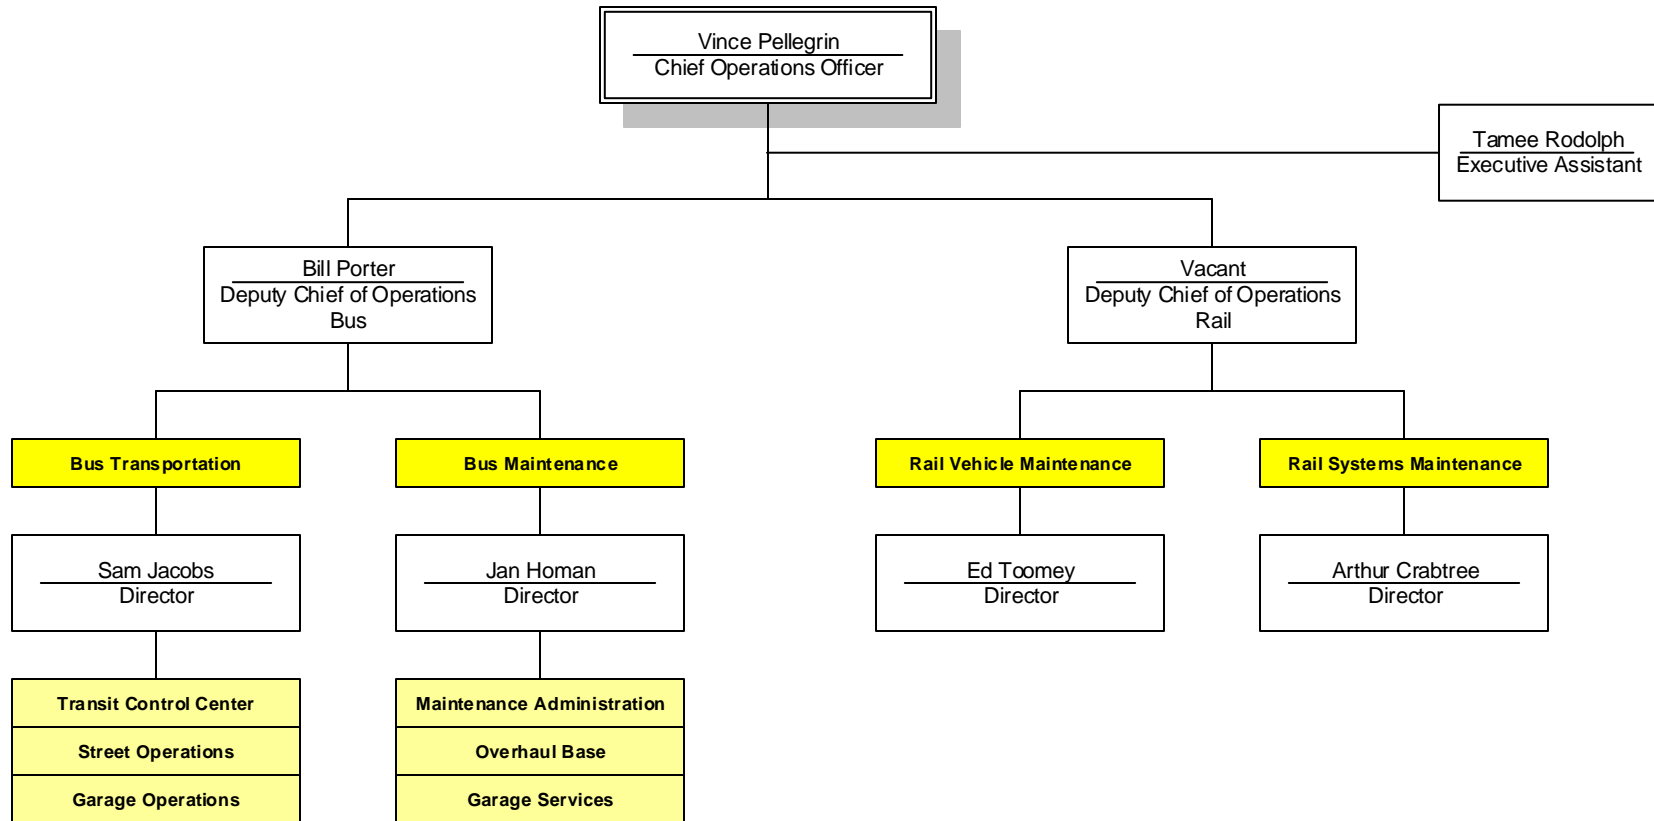 Vince Pellegrin
Chief Operations Officer
Tamee Rodolph
Executive Assistant
Bill Porter
Deputy Chief of Operations
Bus
Vacant
Deputy Chief of Operations
Rail
Bus Transportation
Bus Maintenance
Rail Vehicle Maintenance
Rail Systems Maintenance
Sam Jacobs
Director
Jan Homan
Director
Ed Toomey
Director
Arthur Crabtree
Director
Transit Control Center
Street Operations
Garage Operations
Maintenance Administration
Overhaul Base
Garage Services